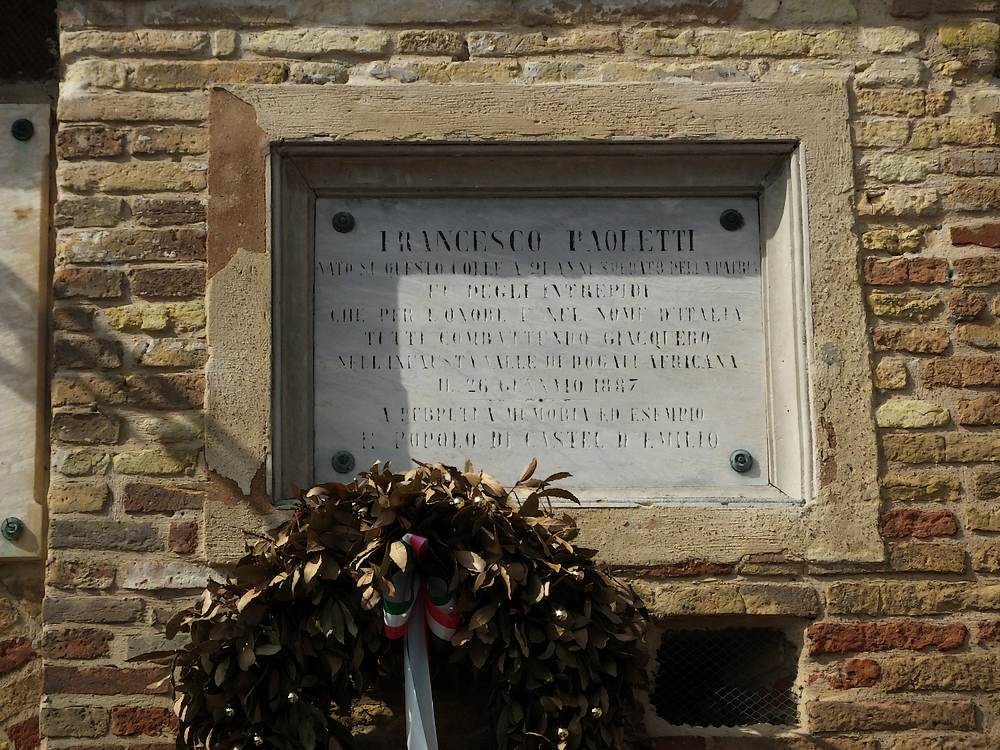 FRANCESCO PAOLETTI
NATO SU QUESTO COLLE A 21 ANNI SOLDATO DELLA PATRIA
FU DEGLI INTREPIDI
CHE PER L'ONORE E NEL NOME D'ITALIA
TUTTI COMBATTENDO GIACQUERO
NELL'INFAUSTA VALLE DI DOGALI AFRICANA
IL 26 GENNAIO 1887
A PERPETUA MEMORIA ED ESEMPIO
IL POPOLO DI CASTEL D'EMILIO